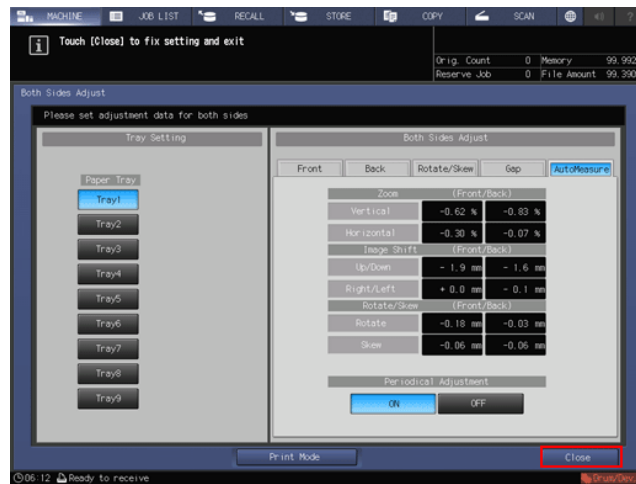 MACHINE JOB LIST RECALL STORE COPY SCAN
i Touch [Close] to fix setting and exit
Orig. Count 0 Memory 99.992
Reserve Job 0 File Amount 99.390
Both Sides Adjust
Please set adjustment data for both sides
Tray Setting
Paper Tray
Tray1
Tray2
Tray3
Tray4
Tray5
Tray6
Tray7
Tray8
Tray9
Both Sides Adjust
Front Back Rotate/Skew Gap AutoMeasure
Zoom (Front/Back)
Vertical -0.62 % -0.83 %
Horizontal -0.30 % -0.07 %
Image Shift (Front/Back)
Up/Down - 1.9 mm - 1.6 mm
Right/Left + 0.0 mm - 0.1 mm
Rotate/Skew (Front/Back)
Rotate -0.18 mm -0.03 mm
Skew -0.06 mm -0.06 mm
Periodical Adjustment
ON OFF
Print Mode Close
06:12 Ready to receive Drum/Dev.